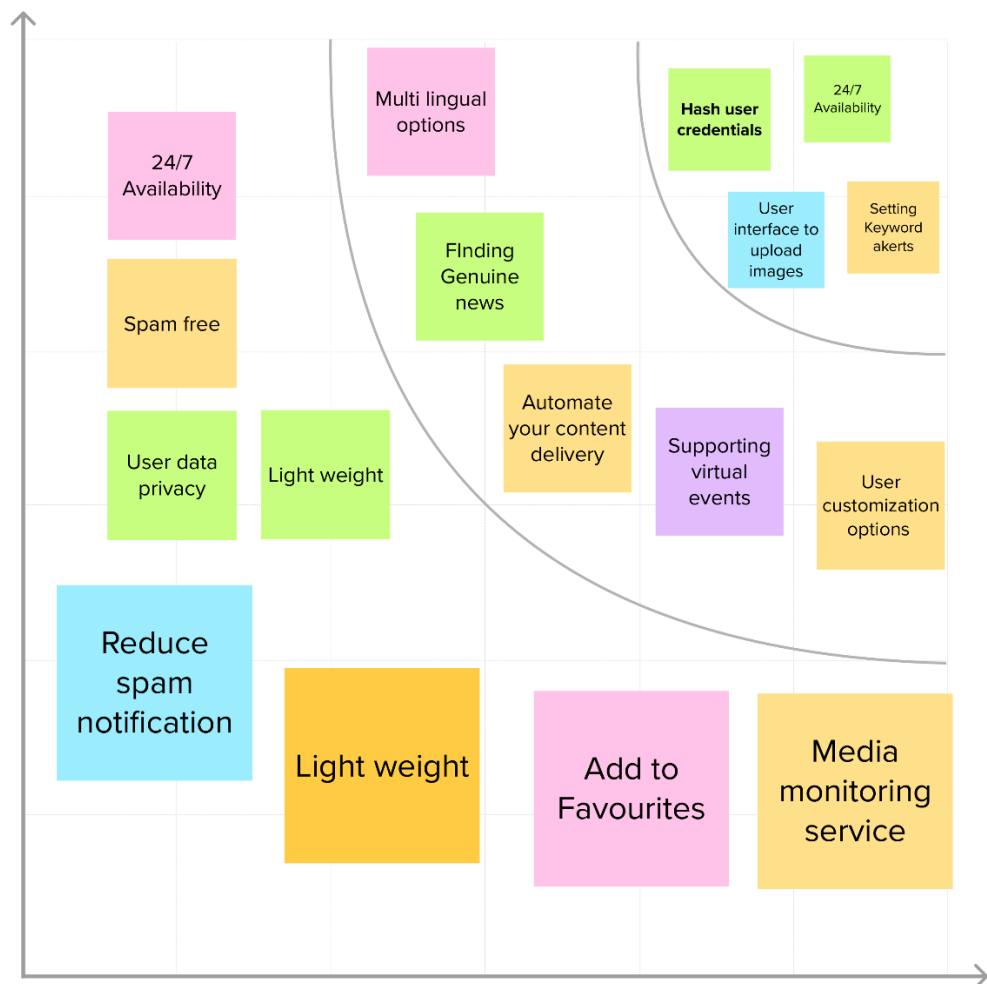 Multi lingual
options
Hash user
credentials
24/7
Availability
24/7
Availability
User
interface to
upload
images
Setting
Keyword
akerts
FInding
Genuine
news
Spam free
Automate
your content
delivery
Supporting
virtual
events
User
customization
options
User data
privacy
Light weight
Reduce
spam
notification
Light weight
Add to
Favourites
Media
monitoring
service